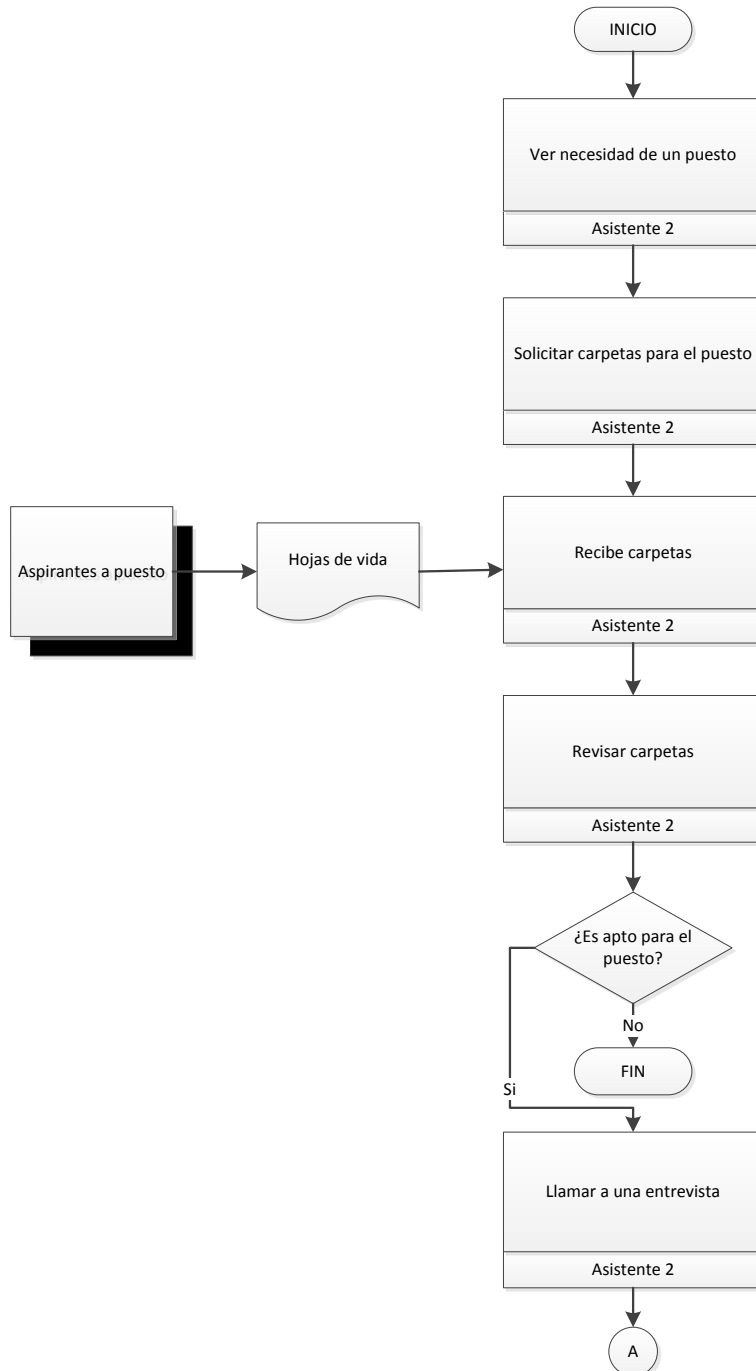 INICIO
Ver necesidad de un puesto
Asistente 2
Solicitar carpetas para el puesto
Asistente 2
Aspirantes a puesto
Hojas de vida
Recibe carpetas
Asistente 2
Revisar carpetas
Asistente 2
¿Es apto para el
puesto?
No
FIN
Si
Llamar a una entrevista
Asistente 2
A